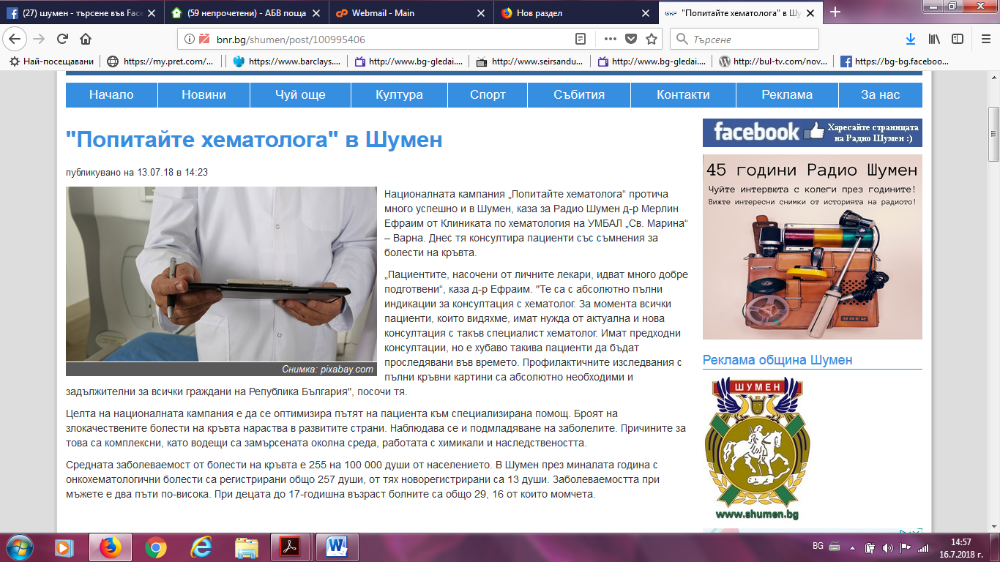 (27) шумен - търсене във Face
(59 непрочетени) - АБВ поща
Webmail - Main
Нов раздел
"Попитайте хематолога" в Шу
bnr.bg/shumen/post/100995406
Търсене
Най-посещавани
https://my.pret.com/...
https://www.barclays....
http://www.bg-gledai....
http://www.seirsandu...
http://www.bg-gledai....
http://bul-tv.com/nov...
https://bg-bg.faceboo...
Начало
Новини
Чуй още
Култура
Спорт
Събития
Контакти
Реклама
За нас
"Попитайте хематолога" в Шумен
публикувано на 13.07.18 в 14:23
Снимка: pixabay.com
Националната кампания „Попитайте хематолога“ протича
много успешно и в Шумен, каза за Радио Шумен д-р Мерлин
Ефраим от Клиниката по хематология на УМБАЛ „Св. Марина“
– Варна. Днес тя консултира пациенти със съмнения за
болести на кръвта.
„Пациентите, насочени от личните лекари, идват много добре
подготвени“, каза д-р Ефраим. "Те са с абсолютно пълни
индикации за консултация с хематолог. За момента всички
пациенти, които видяхме, имат нужда от актуална и нова
консултация с такъв специалист хематолог. Имат предходни
консултации, но е хубаво такива пациенти да бъдат
проследявани във времето. Профилактичните изследвания с
пълни кръвни картини са абсолютно необходими и
задължителни за всички граждани на Република България", посочи тя.
Целта на националната кампания е да се оптимизира пътят на пациента към специализирана помощ. Броят на
злокачествените болести на кръвта нараства в развитите страни. Наблюдава се и подмладяване на заболелите. Причините за
това са комплексни, като водещи са замърсената околна среда, работата с химикали и наследствеността.
Средната заболеваемост от болести на кръвта е 255 на 100 000 души от населението. В Шумен през миналата година с
онкохематологични болести са регистрирани общо 257 души, от тях новорегистрирани са 13 души. Заболеваемостта при
мъжете е два пъти по-висока. При децата до 17-годишна възраст болните са общо 29, 16 от които момчета.
facebook
Харесайте страницата
на Радио Шумен :)
45 години Радио Шумен
Чуйте интервюта с колеги през годините!
Вижте интересни снимки от историята на радиото!
Реклама община Шумен
ШУМЕН
www.shumen.bg
BG
14:57
16.7.2018 г.